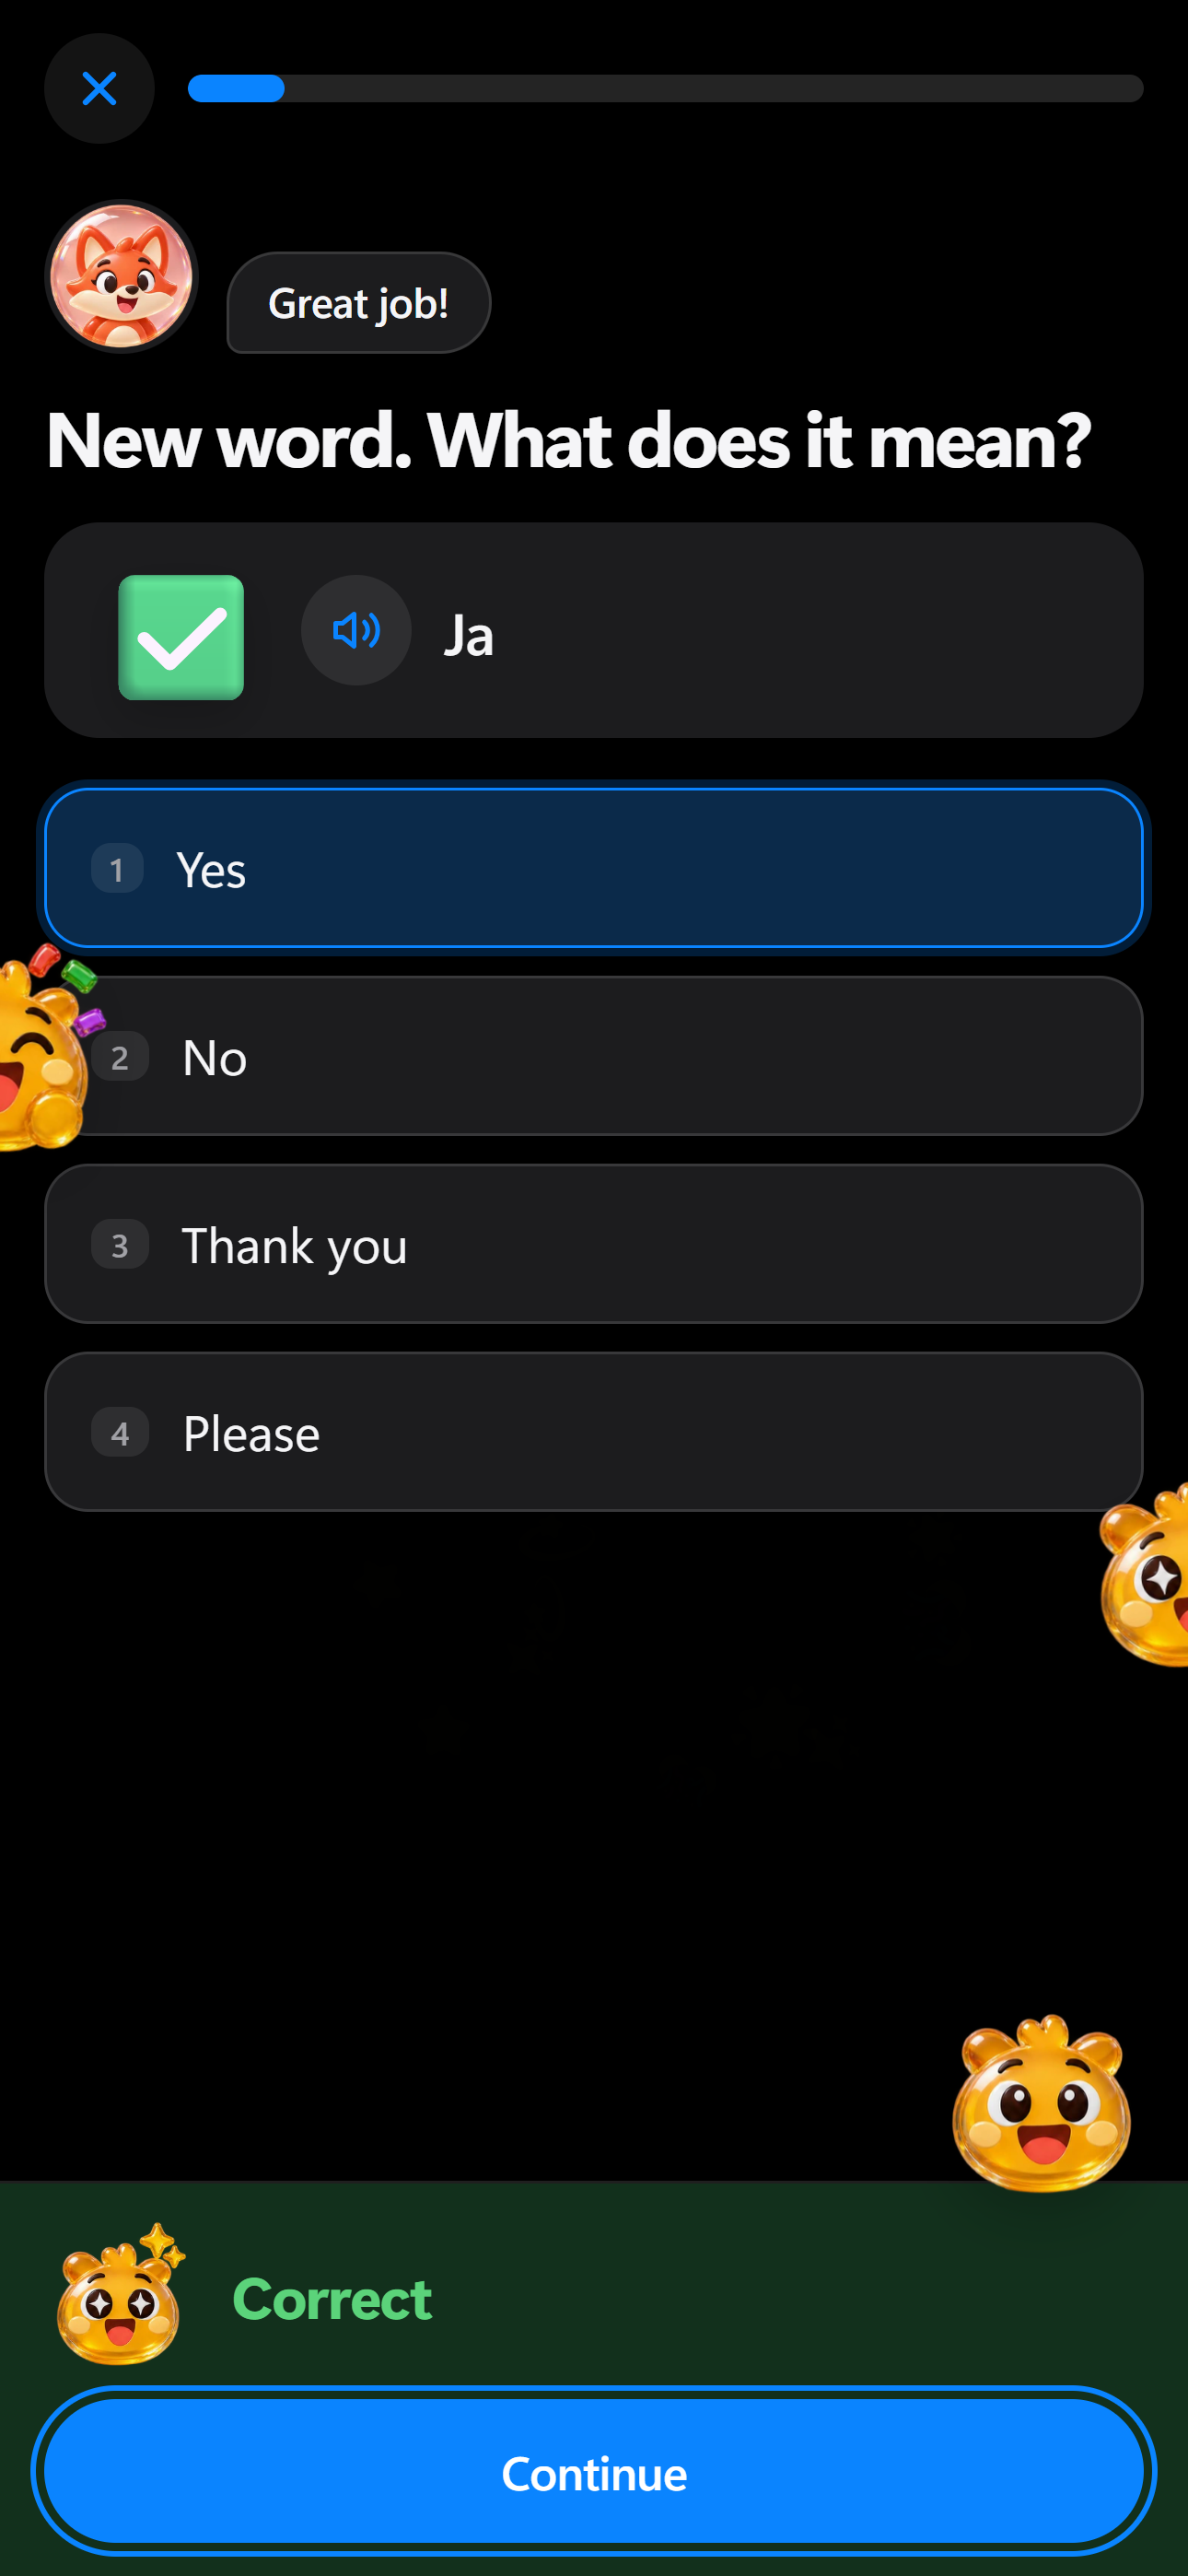 Great job!
New word. What does it mean?
Ja
1 Yes
2 No
3 Thank you
4 Please
Correct
Continue